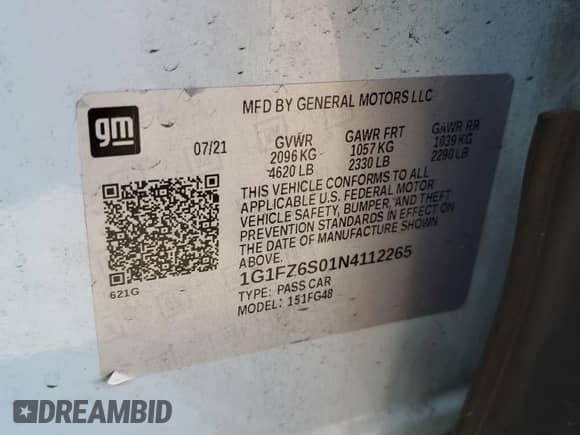 gm
MFD BY GENERAL MOTORS LLC
07/21
GVWR GAWR FRT GAWR RR
2096 KG 1057 KG 1039 KG
4620 LB 2330 LB 2290 LB
THIS VEHICLE CONFORMS TO ALL
APPLICABLE U.S. FEDERAL MOTOR
VEHICLE SAFETY, BUMPER, AND THEFT
PREVENTION STANDARDS IN EFFECT ON
THE DATE OF MANUFACTURE SHOWN
ABOVE.
1G1FZ6S01N4112265
TYPE: PASS CAR
MODEL: 151FG48
621G
DREAMBID